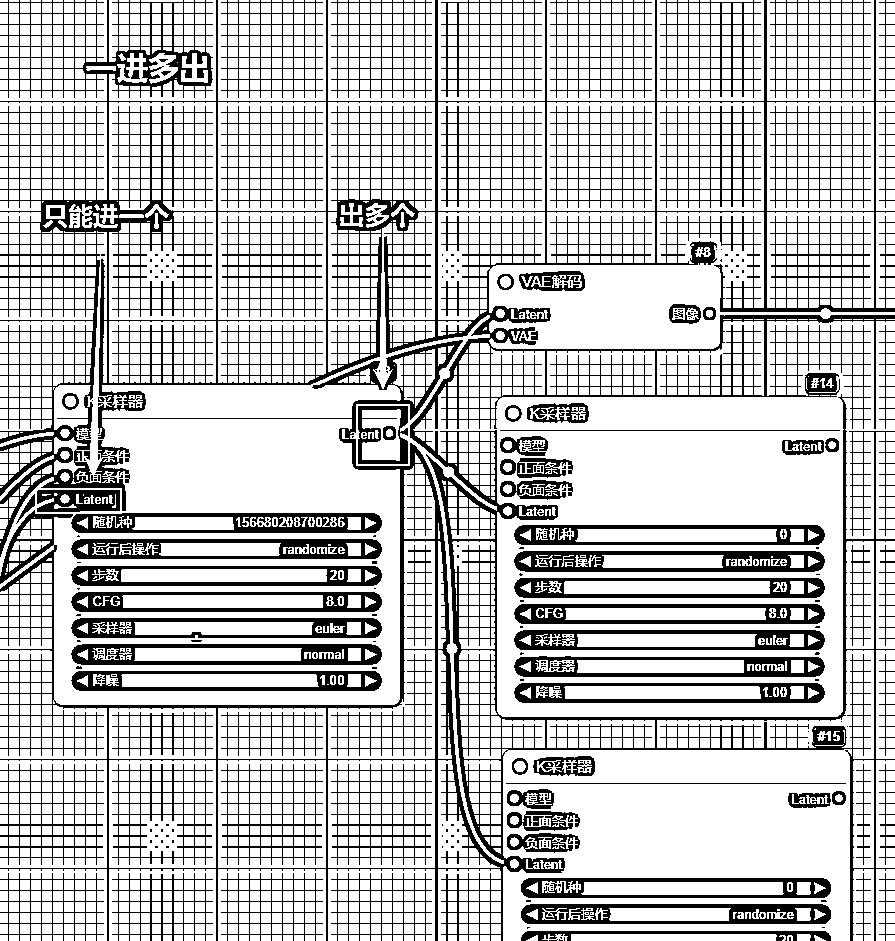 一进多出
只能进一个
出多个
#8
VAE解码
Latent
图像
VAE
K采样器
模型
Latent
正面条件
负面条件
Latent
随机种 156680208700286
运行后操作 randomize
步数 20
CFG 8.0
采样器 euler
调度器 normal
降噪 1.00
#14
K采样器
模型
Latent
正面条件
负面条件
Latent
随机种 0
运行后操作 randomize
步数 20
CFG 8.0
采样器 euler
调度器 normal
降噪 1.00
#15
K采样器
模型
Latent
正面条件
负面条件
Latent
随机种 0
运行后操作 randomize
步数 20